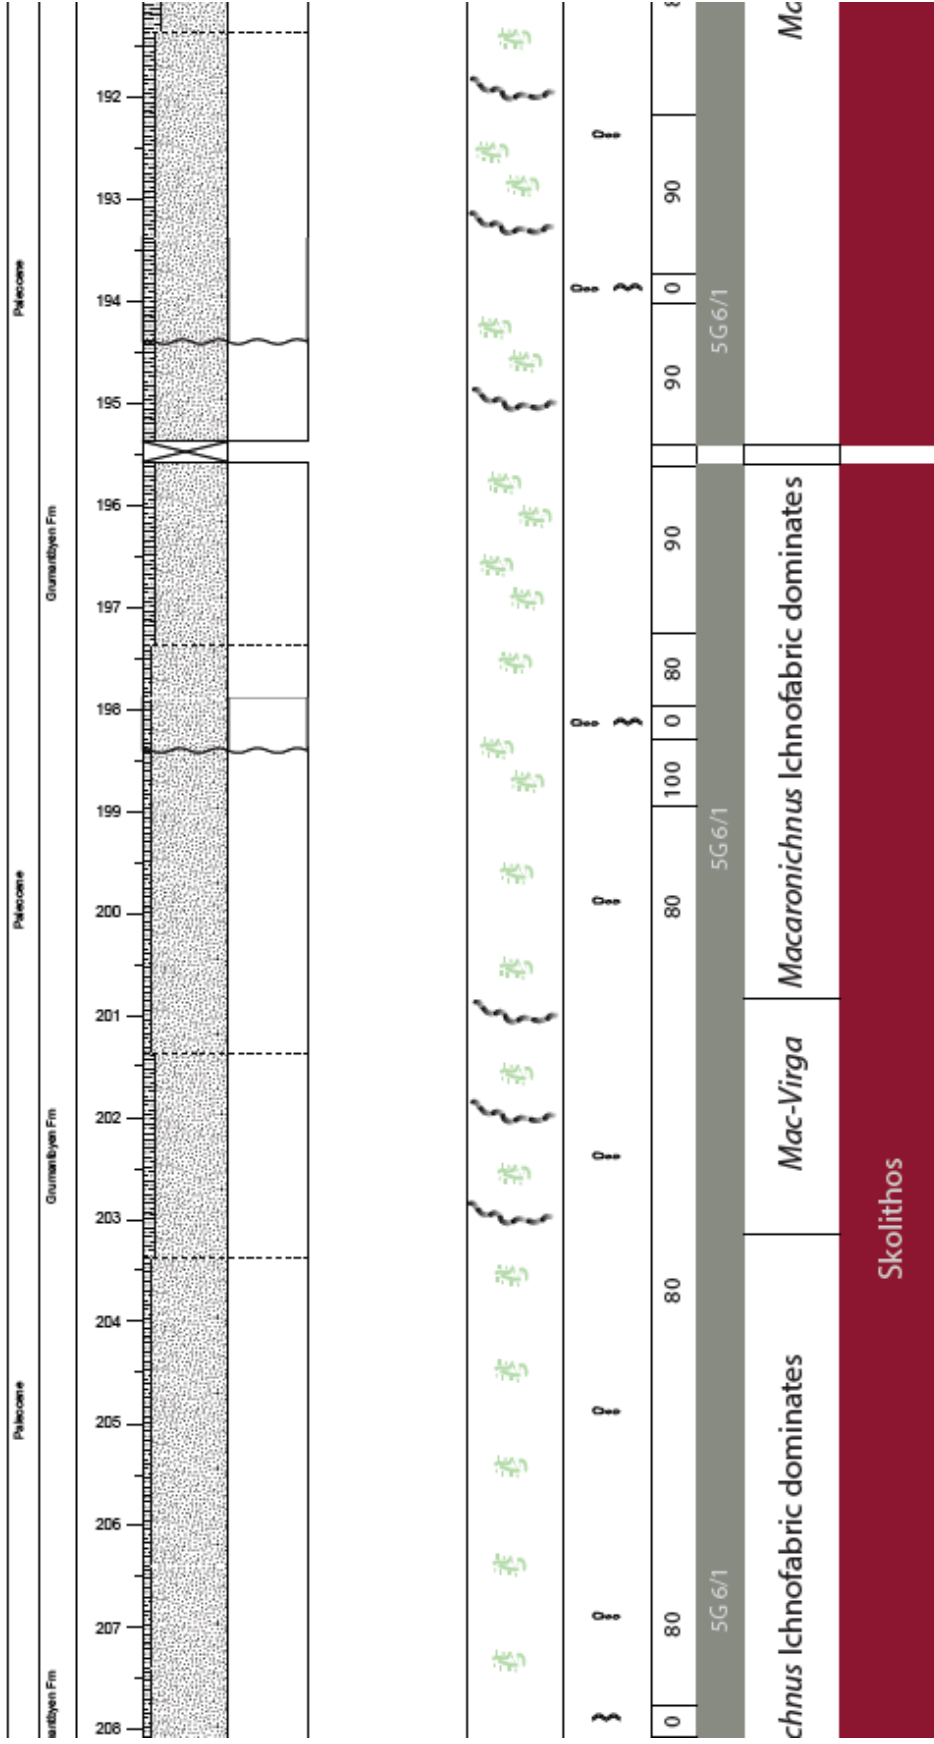 Paleocene
Grumantbyen Fm
Paleocene
Grumantbyen Fm
Paleocene
antbyen Fm
192
193
194
195
196
197
198
199
200
201
202
203
204
205
206
207
208
90
0
90
90
80
0
100
80
80
80
0
5G 6/1
5G 6/1
5G 6/1
Ma
Macaronichnus Ichnofabric dominates
Mac-Virga
chnus Ichnofabric dominates
Skolithos